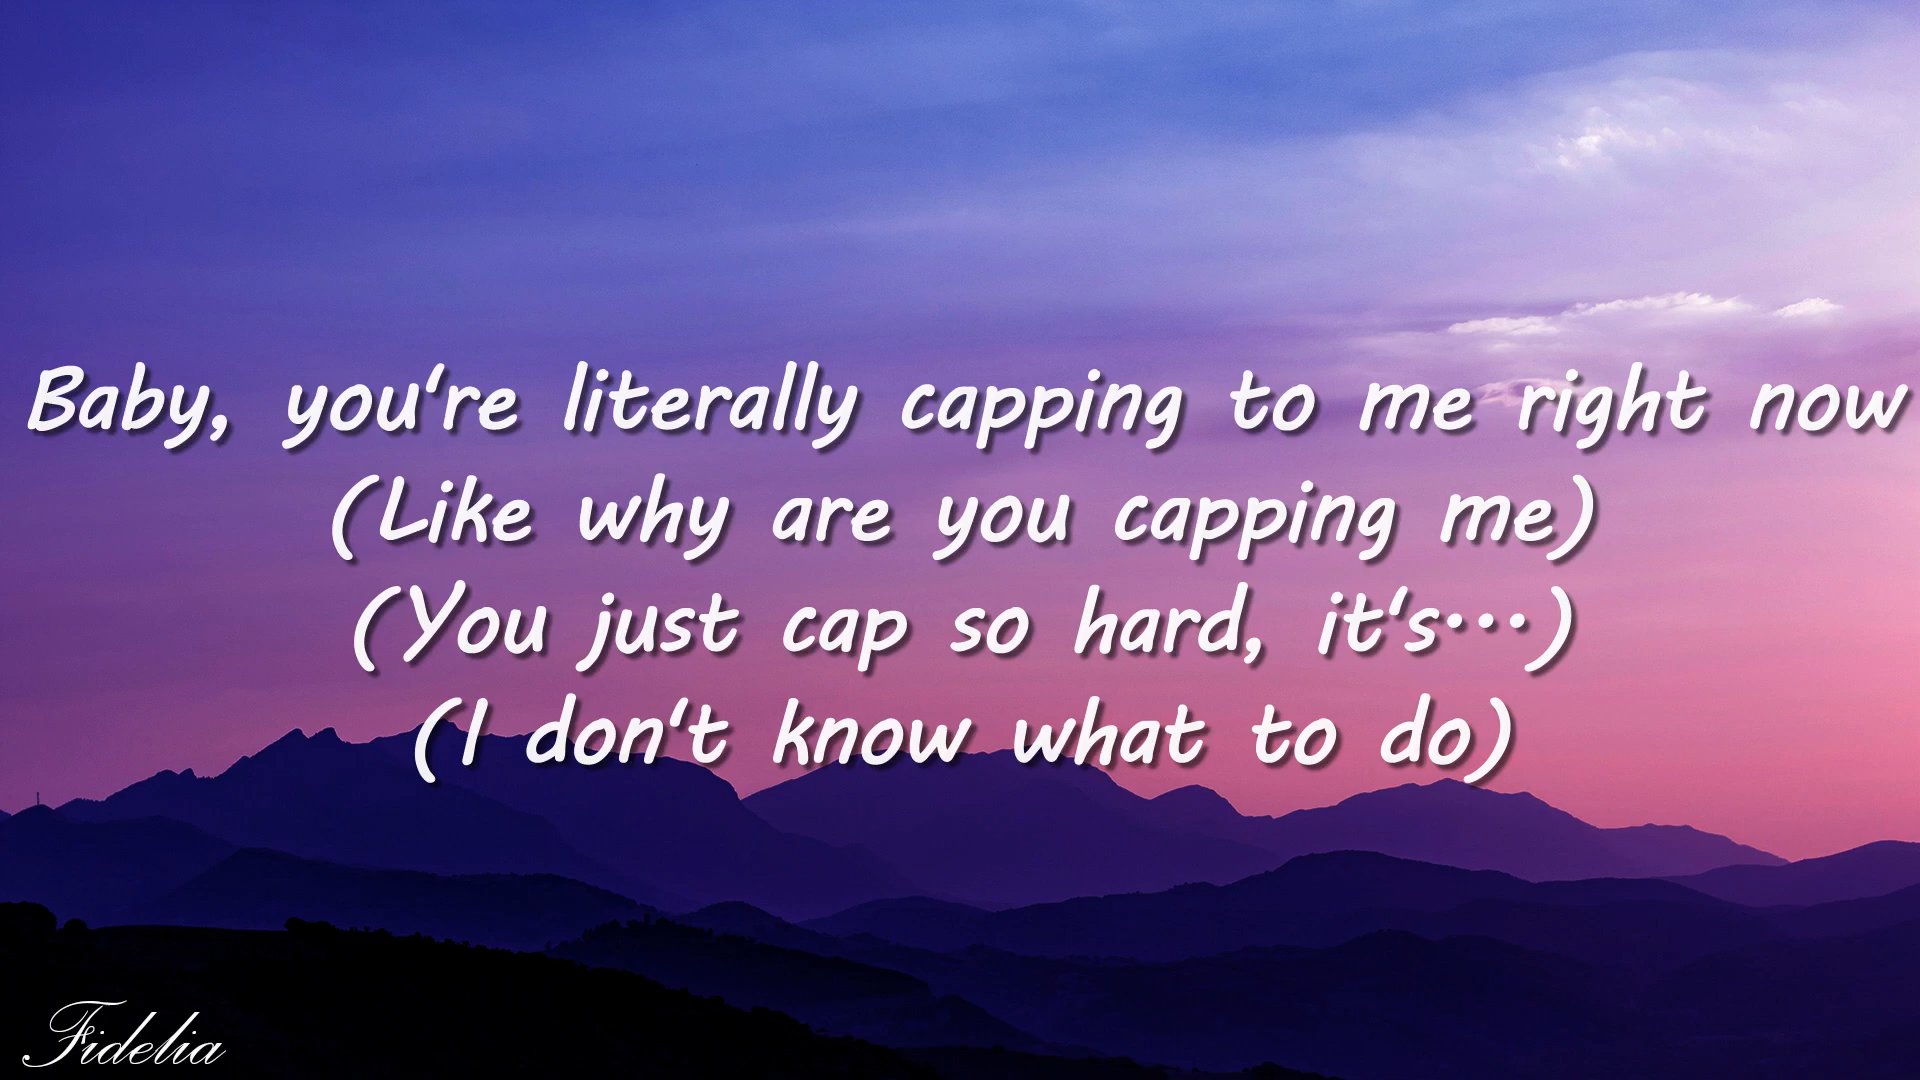 Baby, you're literally capping to me right now
(Like why are you capping me)
(You just cap so hard, it's...)
(I don't know what to do)
Fidelia